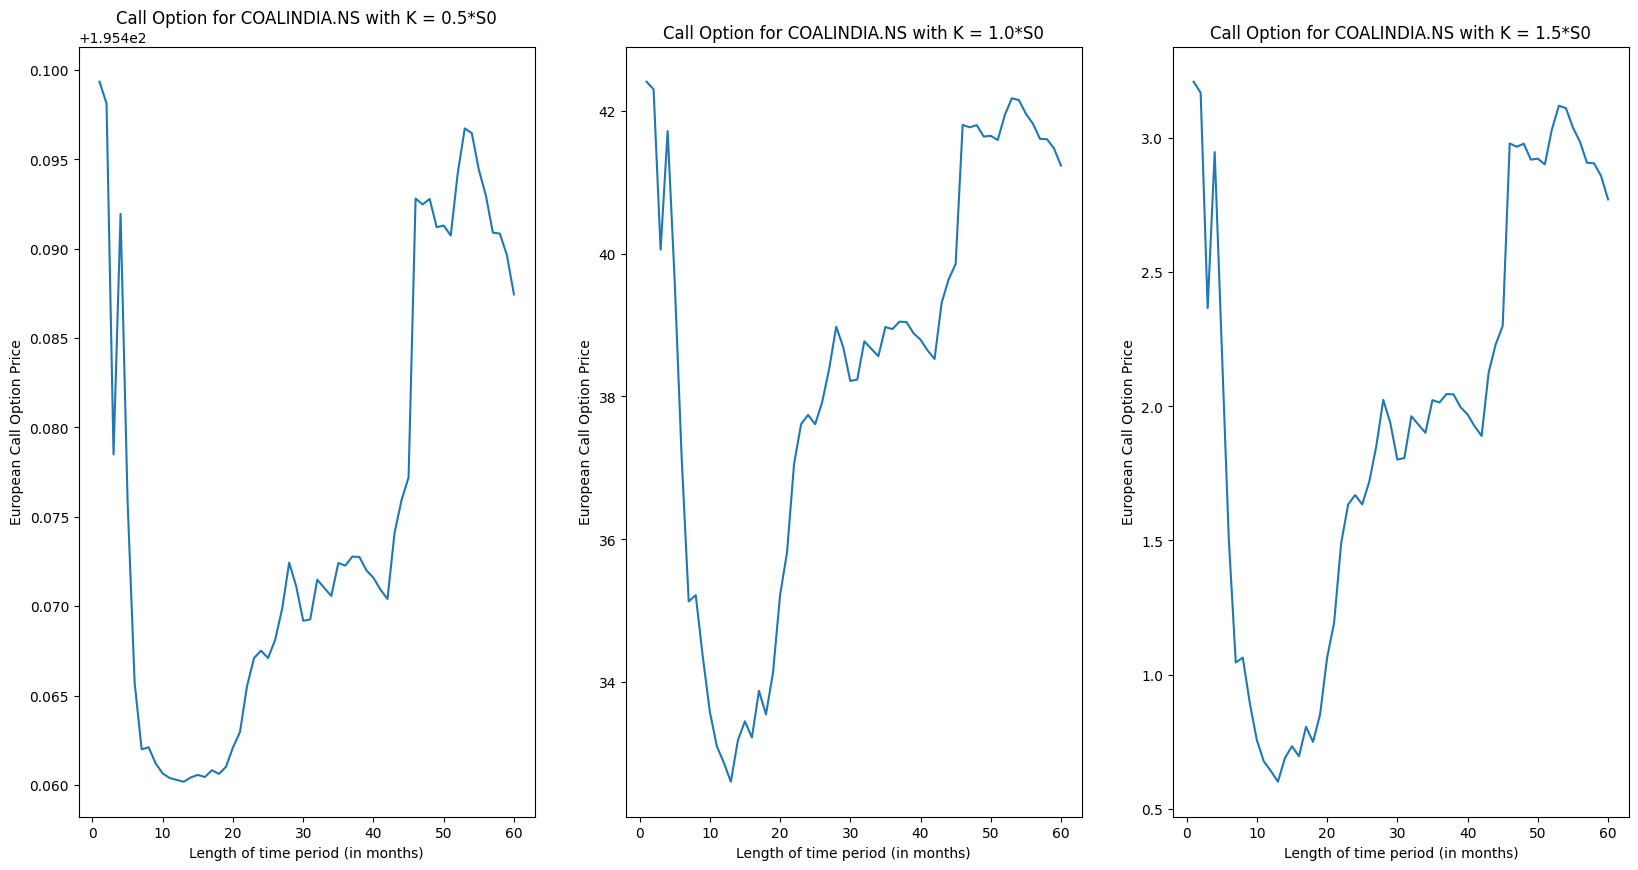 Call Option for COALINDIA.NS with K = 0.5*S0
+1.954e2
0.100
0.095
0.090
0.085
0.080
0.075
0.070
0.065
0.060
European Call Option Price
0 10 20 30 40 50 60
Length of time period (in months)
Call Option for COALINDIA.NS with K = 1.0*S0
42
40
38
36
34
European Call Option Price
0 10 20 30 40 50 60
Length of time period (in months)
Call Option for COALINDIA.NS with K = 1.5*S0
3.0
2.5
2.0
1.5
1.0
0.5
European Call Option Price
0 10 20 30 40 50 60
Length of time period (in months)